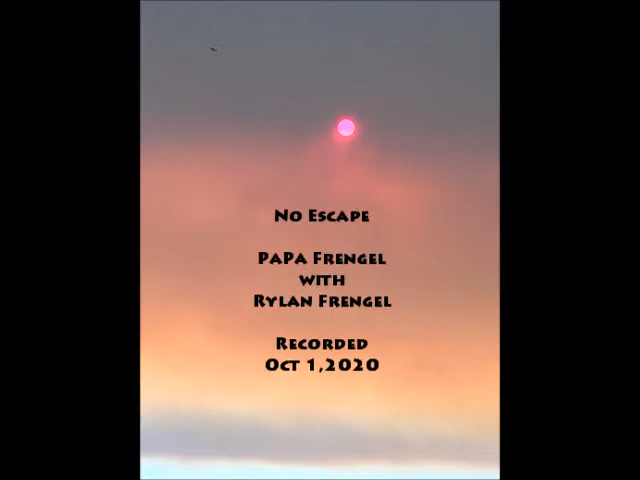 No Escape
PaPa Frengel
with
Rylan Frengel
Recorded
Oct 1,2020